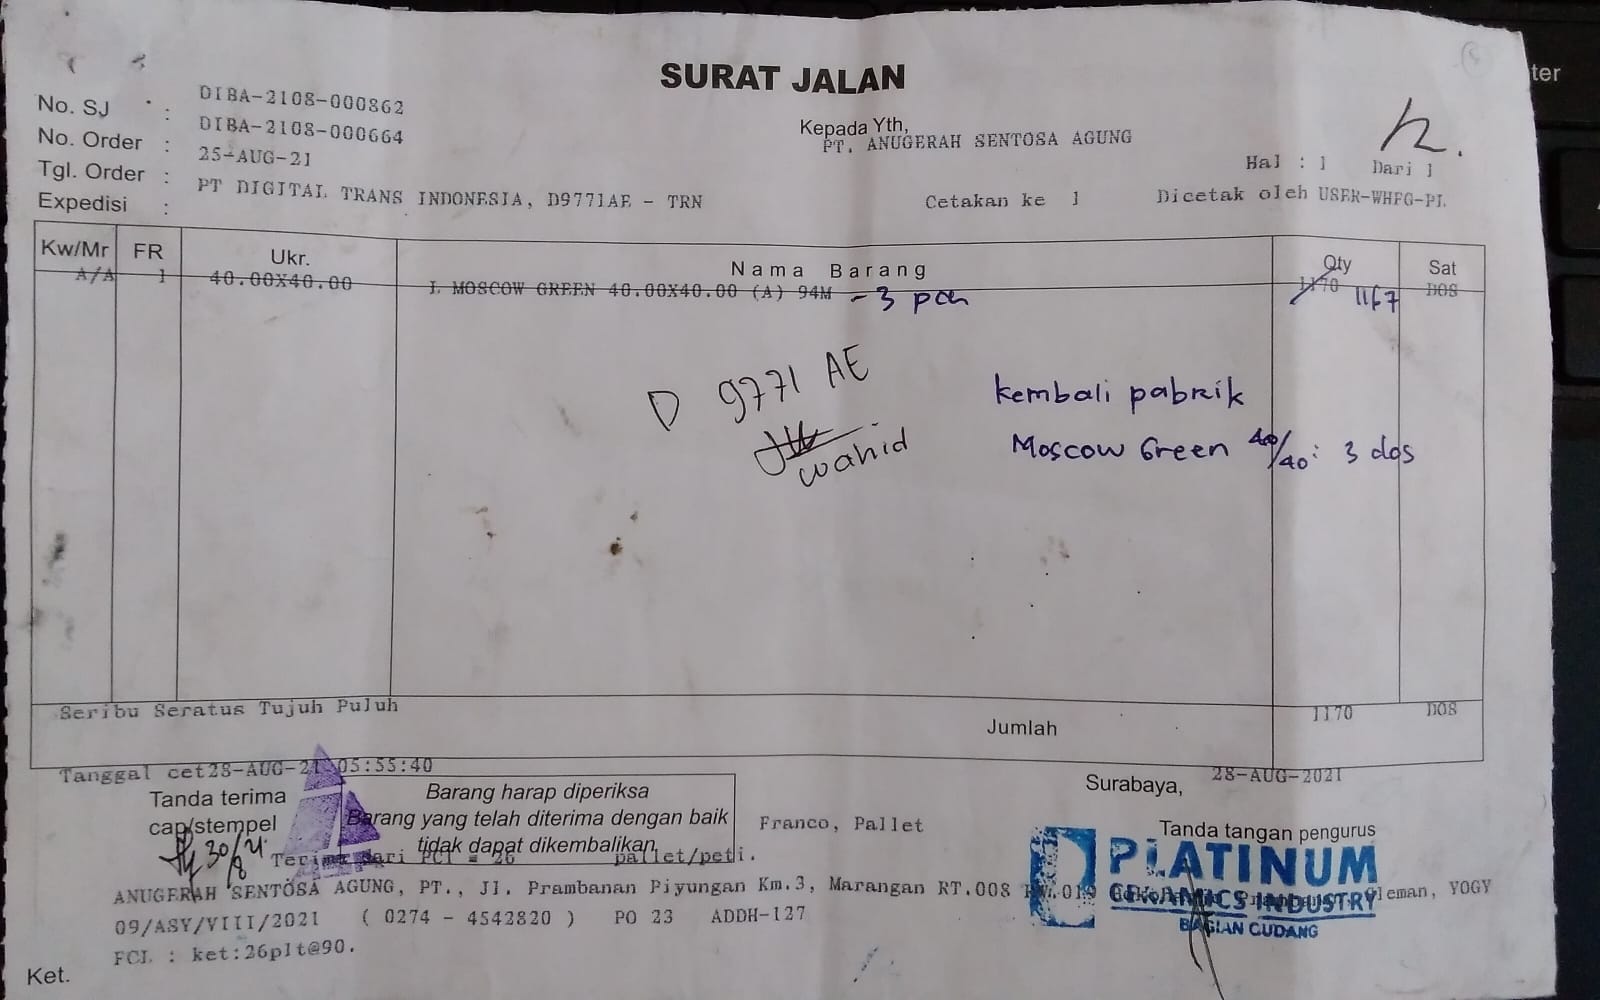 ter
SURAT JALAN
No. SJ : DIBA-2108-000862
No. Order : DIBA-2108-000664
Tgl. Order : 25-AUG-21
Expedisi : PT DIGITAL TRANS INDONESIA, D9771AE - TRN
Kepada Yth,
PT. ANUGERAH SENTOSA AGUNG
Hal : 1 Dari 1
Cetakan ke 1 Dicetak oleh USER-WHFG-PL
Kw/Mr FR Ukr. Nama Barang Qty Sat
A/A 1 40.00X40.00 L MOSCOW GREEN 40.00X40.00 (A) 94M - 3 pcn 1170 1167 DOS
D 9771 AE
wahid
kembali pabrik
Moscow Green 40/40: 3 dos
Seribu Seratus Tujuh Puluh
Jumlah 1170 DOS
Tanggal cet28-AUG-21 05:55:40
Surabaya, 28-AUG-2021
Tanda terima
cap/stempel
30/8 21
Barang harap diperiksa
Barang yang telah diterima dengan baik
tidak dapat dikembalikan
Franco, Pallet
Tanda tangan pengurus
Terima dari PCI = 26 pallet/peti.
PLATINUM
CERAMICS INDUSTRY
BAGIAN GUDANG
ANUGERAH SENTOSA AGUNG, PT., Jl. Prambanan Piyungan Km.3, Marangan RT.008 RW.019 Sleman, YOGY
09/ASY/VIII/2021 ( 0274 - 4542820 ) PO 23 ADDH-127
FCL : ket:26plt@90.
Ket.